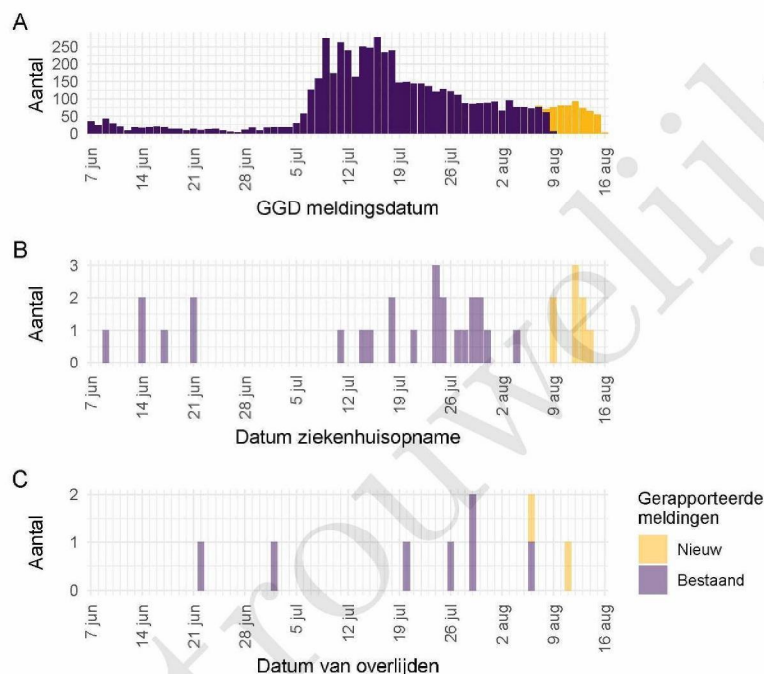 A
Aantal
250
200
150
100
50
0
7 jun
14 jun
21 jun
28 jun
5 jul
12 jul
19 jul
26 jul
2 aug
9 aug
16 aug
GGD meldingsdatum
B
Aantal
3
2
1
0
7 jun
14 jun
21 jun
28 jun
5 jul
12 jul
19 jul
26 jul
2 aug
9 aug
16 aug
Datum ziekenhuisopname
C
Aantal
2
1
0
7 jun
14 jun
21 jun
28 jun
5 jul
12 jul
19 jul
26 jul
2 aug
9 aug
16 aug
Datum van overlijden
Gerapporteerde
meldingen
Nieuw
Bestaand
trouwelij